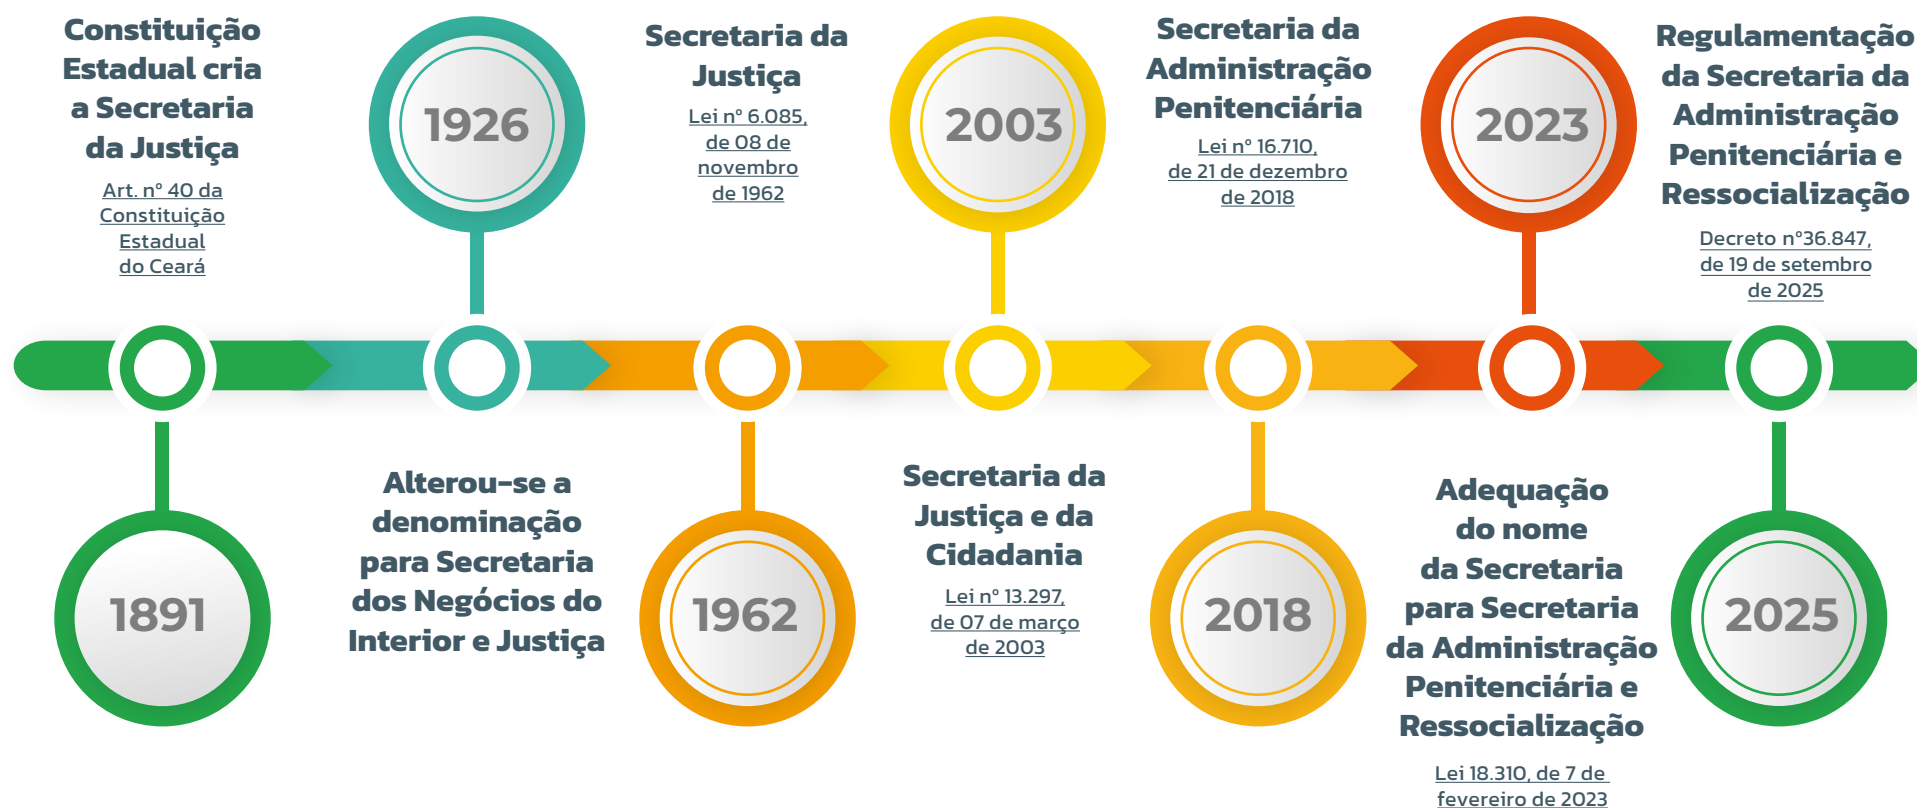 Constituição
Estadual cria
a Secretaria
da Justiça
Art. nº 40 da
Constituição
Estadual
do Ceará
1891
1926
Alterou-se a
denominação
para Secretaria
dos Negócios do
Interior e Justiça
Secretaria da
Justiça
Lei nº 6.085,
de 08 de
novembro
de 1962
1962
2003
Secretaria da
Justiça e da
Cidadania
Lei nº 13.297,
de 07 de março
de 2003
Secretaria da
Administração
Penitenciária
Lei nº 16.710,
de 21 de dezembro
de 2018
2018
2023
Adequação
do nome
da Secretaria
para Secretaria
da Administração
Penitenciária e
Ressocialização
Lei 18.310, de 7 de
fevereiro de 2023
Regulamentação
da Secretaria da
Administração
Penitenciária e
Ressocialização
Decreto nº36.847,
de 19 de setembro
de 2025
2025